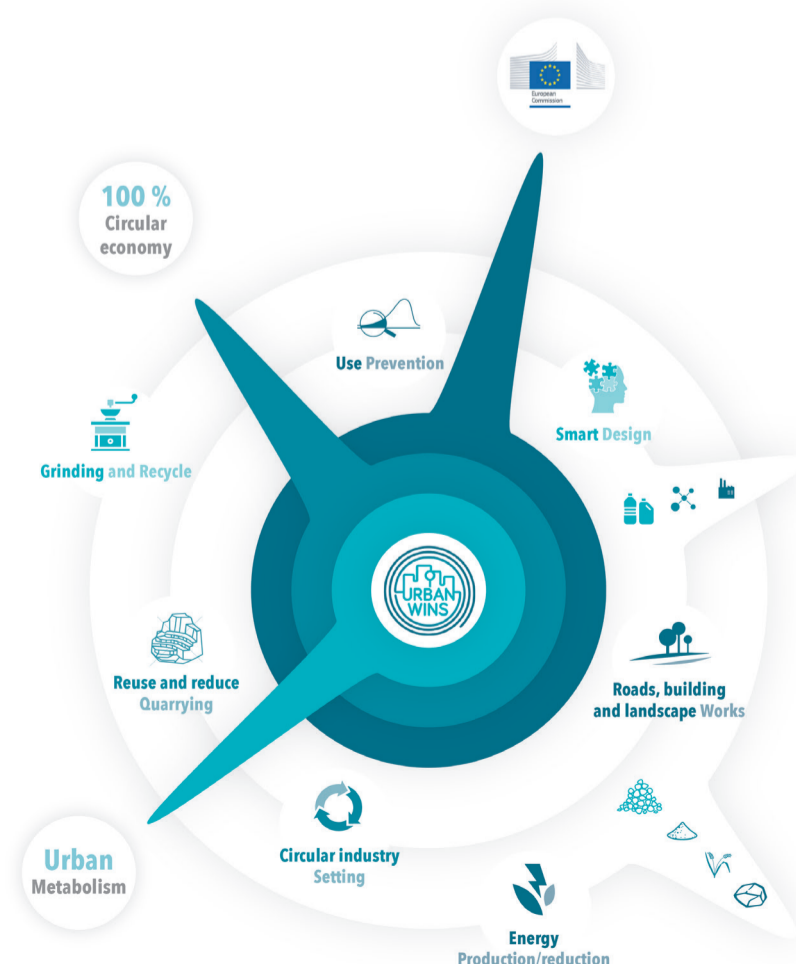 European
Commission
100 %
Circular
economy
Use Prevention
Smart Design
Grinding and Recycle
URBAN
WINS
Reuse and reduce
Quarrying
Roads, building
and landscape Works
Circular industry
Setting
Urban
Metabolism
Energy
Production/reduction